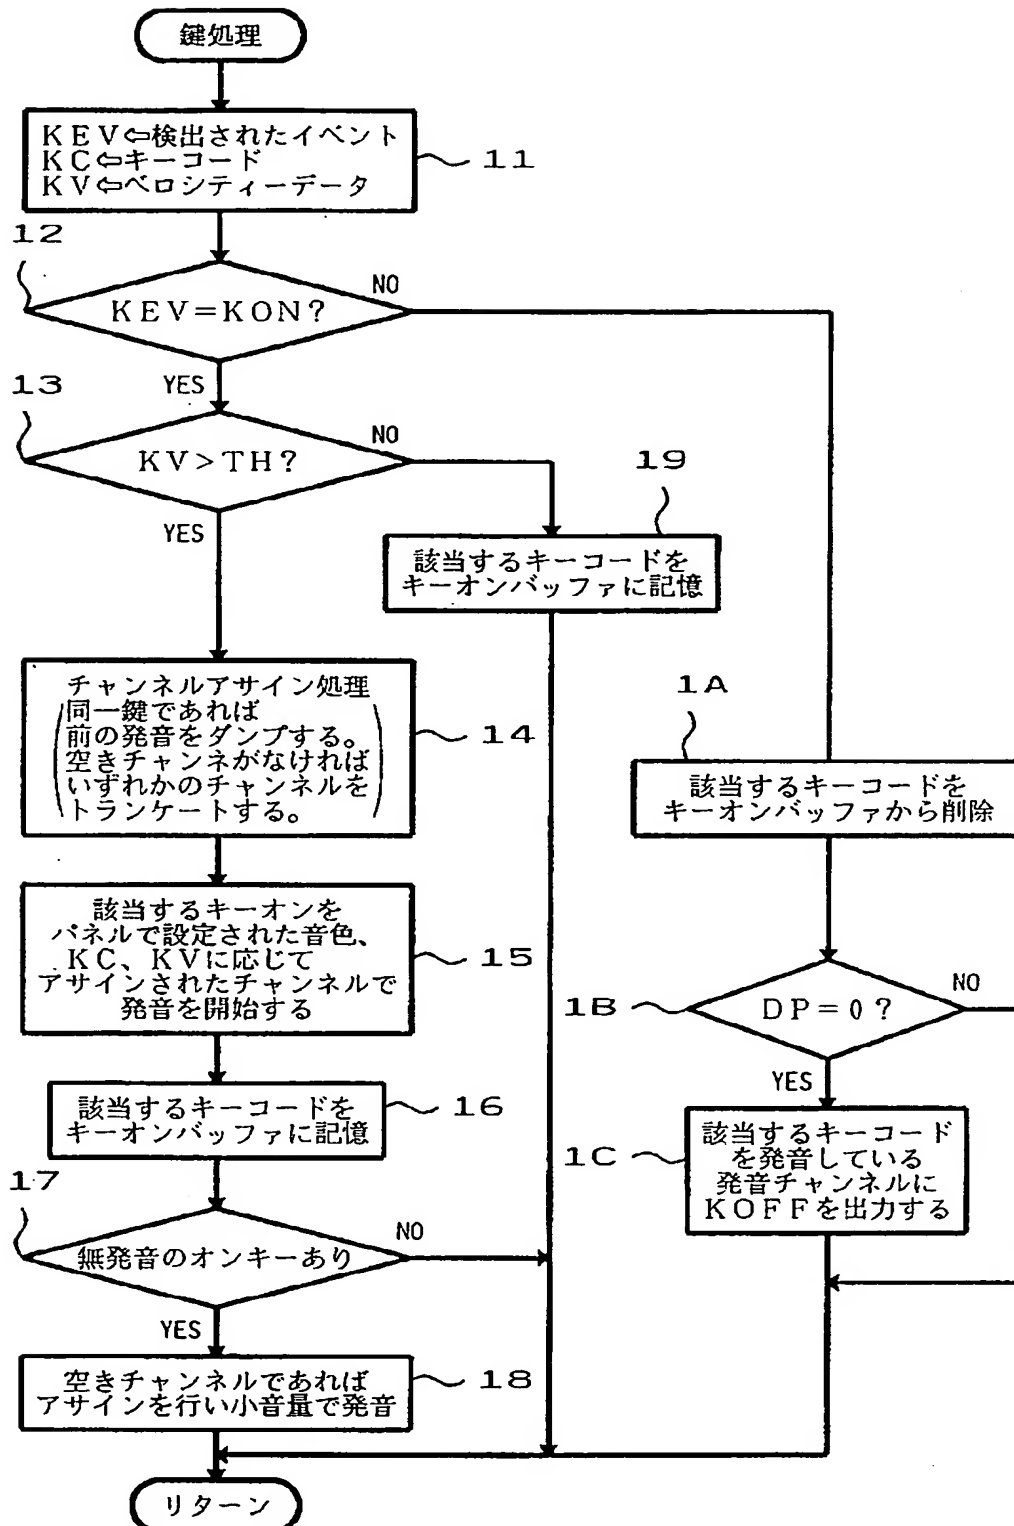 鍵処理
KEV⇦検出されたイベント
KC⇦キーコード
KV⇦ベロシティーデータ
11
12
KEV=KON?
NO
YES
13
KV>TH?
NO
YES
19
該当するキーコードを
キーオンバッファに記憶
チャンネルアサイン処理
同一鍵であれば
前の発音をダンプする。
空きチャンネがなければ
いずれかのチャンネルを
トランケートする。
14
1A
該当するキーコードを
キーオンバッファから削除
該当するキーオンを
パネルで設定された音色、
KC、KVに応じて
アサインされたチャンネルで
発音を開始する
15
1B
DP=0?
NO
YES
該当するキーコードを
キーオンバッファに記憶
16
1C
該当するキーコード
を発音している
発音チャンネルに
KOFFを出力する
17
無発音のオンキーあり
NO
YES
空きチャンネルであれば
アサインを行い小音量で発音
18
リターン